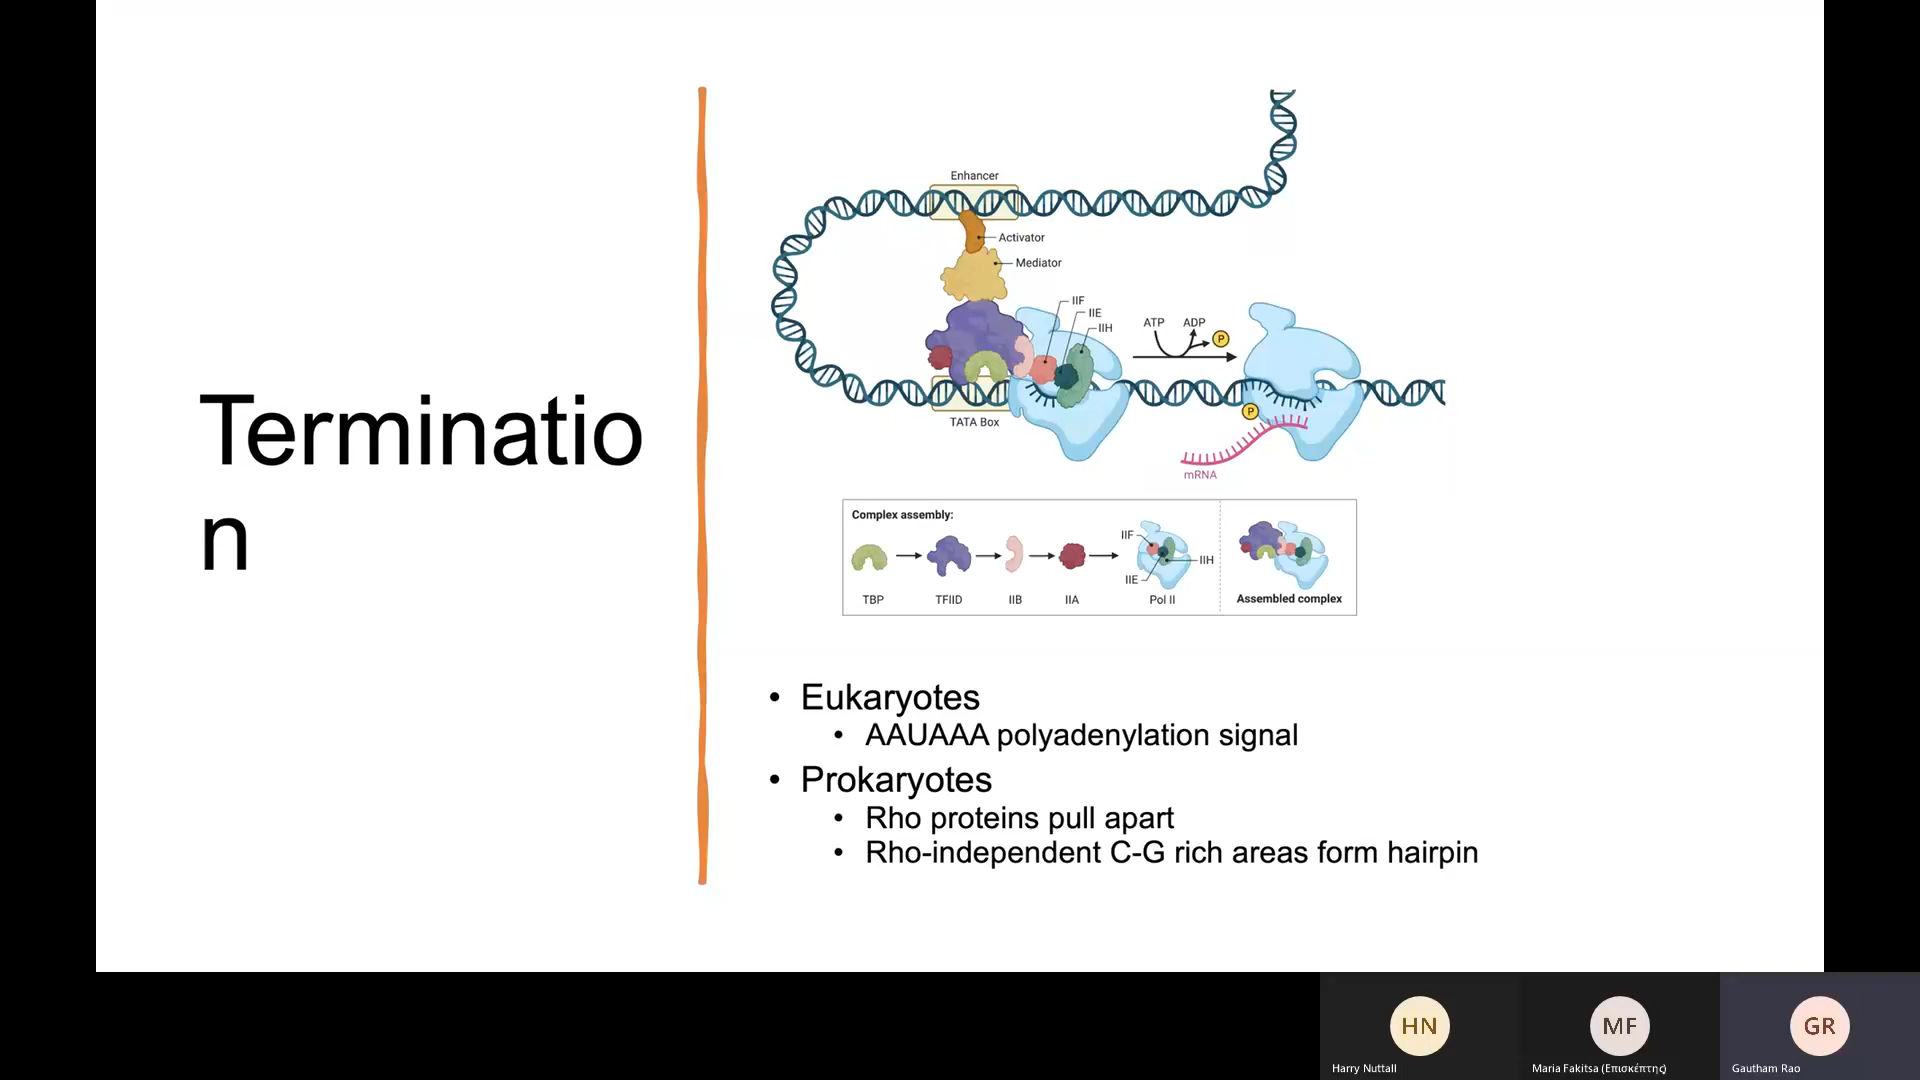 Terminatio
n
Enhancer
Activator
Mediator
IIF
IIE
IIH
ATP
ADP
P
TATA Box
P
mRNA
Complex assembly:
IIF
IIH
IIE
TBP
TFIID
IIB
IIA
Pol II
Assembled complex
• Eukaryotes
• AAUAAA polyadenylation signal
• Prokaryotes
• Rho proteins pull apart
• Rho-independent C-G rich areas form hairpin
HN
MF
GR
Harry Nuttall
Maria Fakitsa (Επισκέπτης)
Gautham Rao